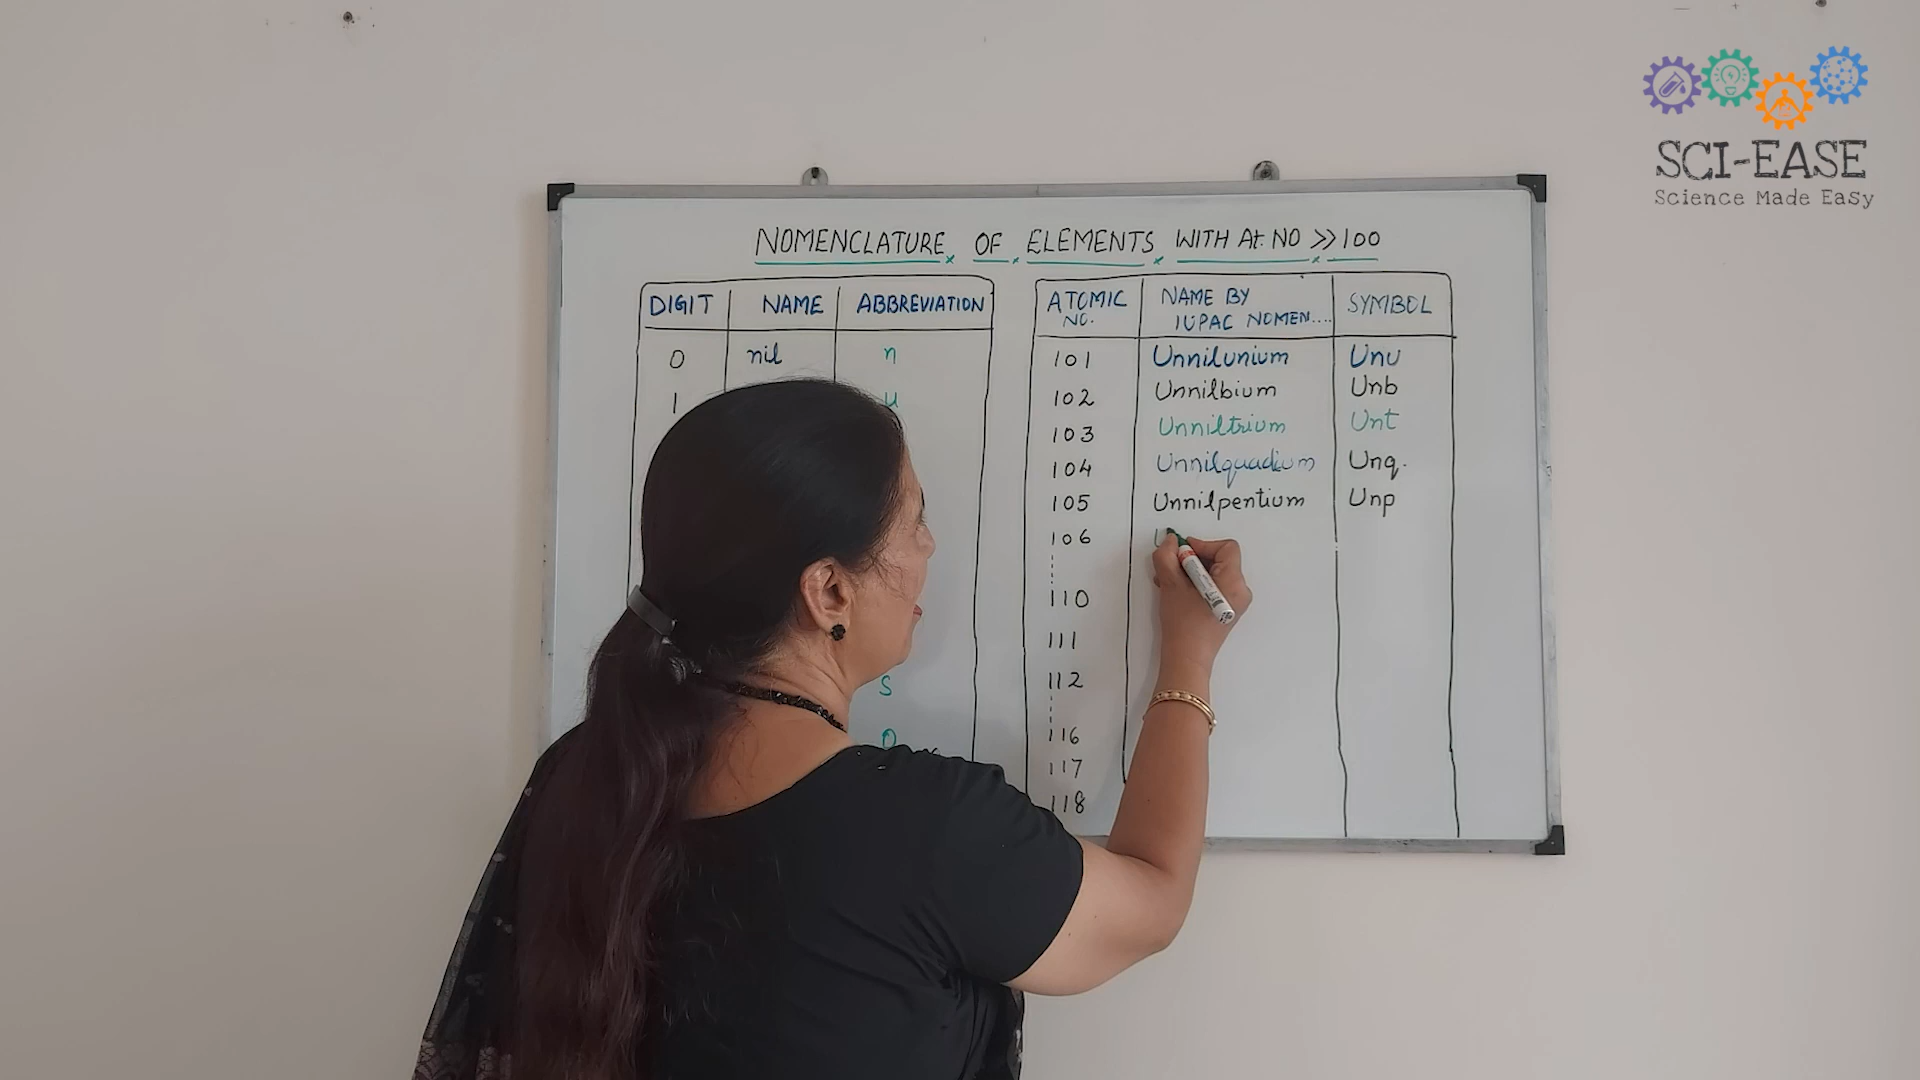 SCI-EASE
Science Made Easy
NOMENCLATURE OF ELEMENTS WITH At. NO >> 100
DIGIT NAME ABBREVIATION
0 nil n
1 u
s
o
ATOMIC NO. NAME BY IUPAC NOMEN.... SYMBOL
101 Unnilunium Unu
102 Unnilbium Unb
103 Unniltrium Unt
104 Unnilquadium Unq.
105 Unnilpentium Unp
106 U
110
111
112
116
117
118